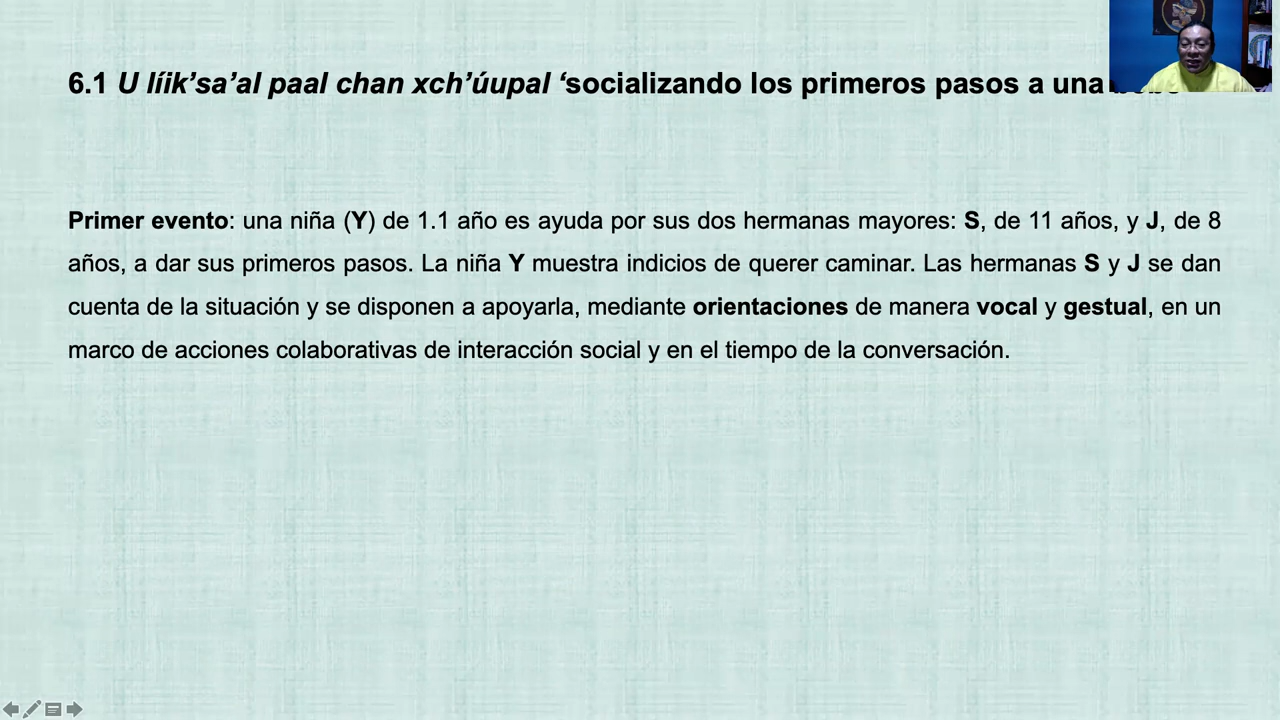 6.1 U líik’sa’al paal chan xch’úupal ‘socializando los primeros pasos a una
Primer evento: una niña (Y) de 1.1 año es ayuda por sus dos hermanas mayores: S, de 11 años, y J, de 8
años, a dar sus primeros pasos. La niña Y muestra indicios de querer caminar. Las hermanas S y J se dan
cuenta de la situación y se disponen a apoyarla, mediante orientaciones de manera vocal y gestual, en un
marco de acciones colaborativas de interacción social y en el tiempo de la conversación.